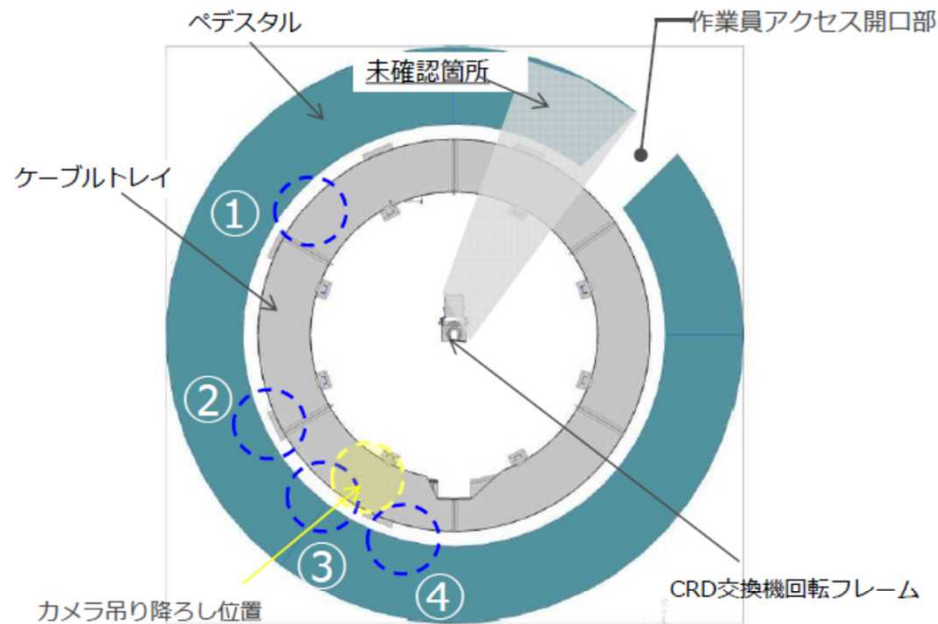 ペデスタル
作業員アクセス開口部
未確認箇所
ケーブルトレイ
①
②
③
④
カメラ吊り降ろし位置
CRD交換機回転フレーム